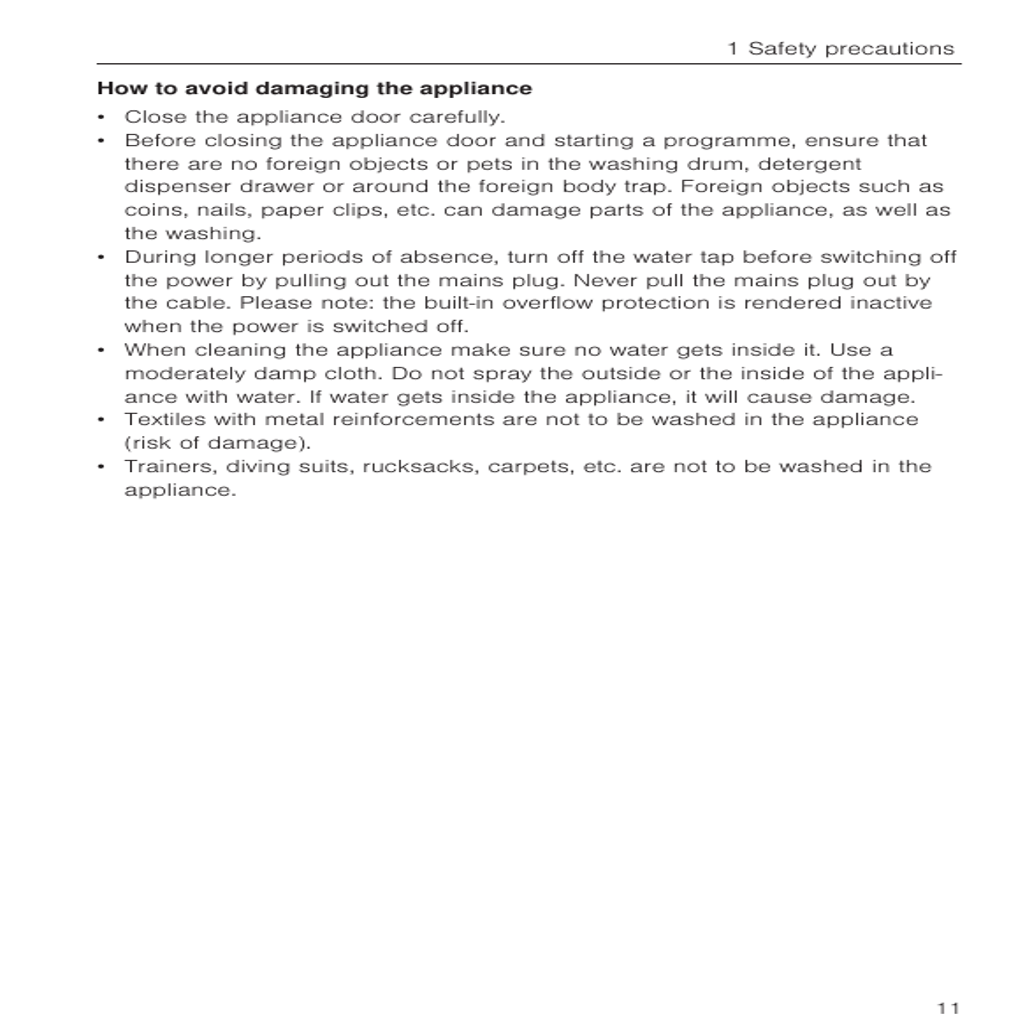 1 Safety precautions
How to avoid damaging the appliance
• Close the appliance door carefully.
• Before closing the appliance door and starting a programme, ensure that
there are no foreign objects or pets in the washing drum, detergent
dispenser drawer or around the foreign body trap. Foreign objects such as
coins, nails, paper clips, etc. can damage parts of the appliance, as well as
the washing.
• During longer periods of absence, turn off the water tap before switching off
the power by pulling out the mains plug. Never pull the mains plug out by
the cable. Please note: the built-in overflow protection is rendered inactive
when the power is switched off.
• When cleaning the appliance make sure no water gets inside it. Use a
moderately damp cloth. Do not spray the outside or the inside of the appli-
ance with water. If water gets inside the appliance, it will cause damage.
• Textiles with metal reinforcements are not to be washed in the appliance
(risk of damage).
• Trainers, diving suits, rucksacks, carpets, etc. are not to be washed in the
appliance.
11